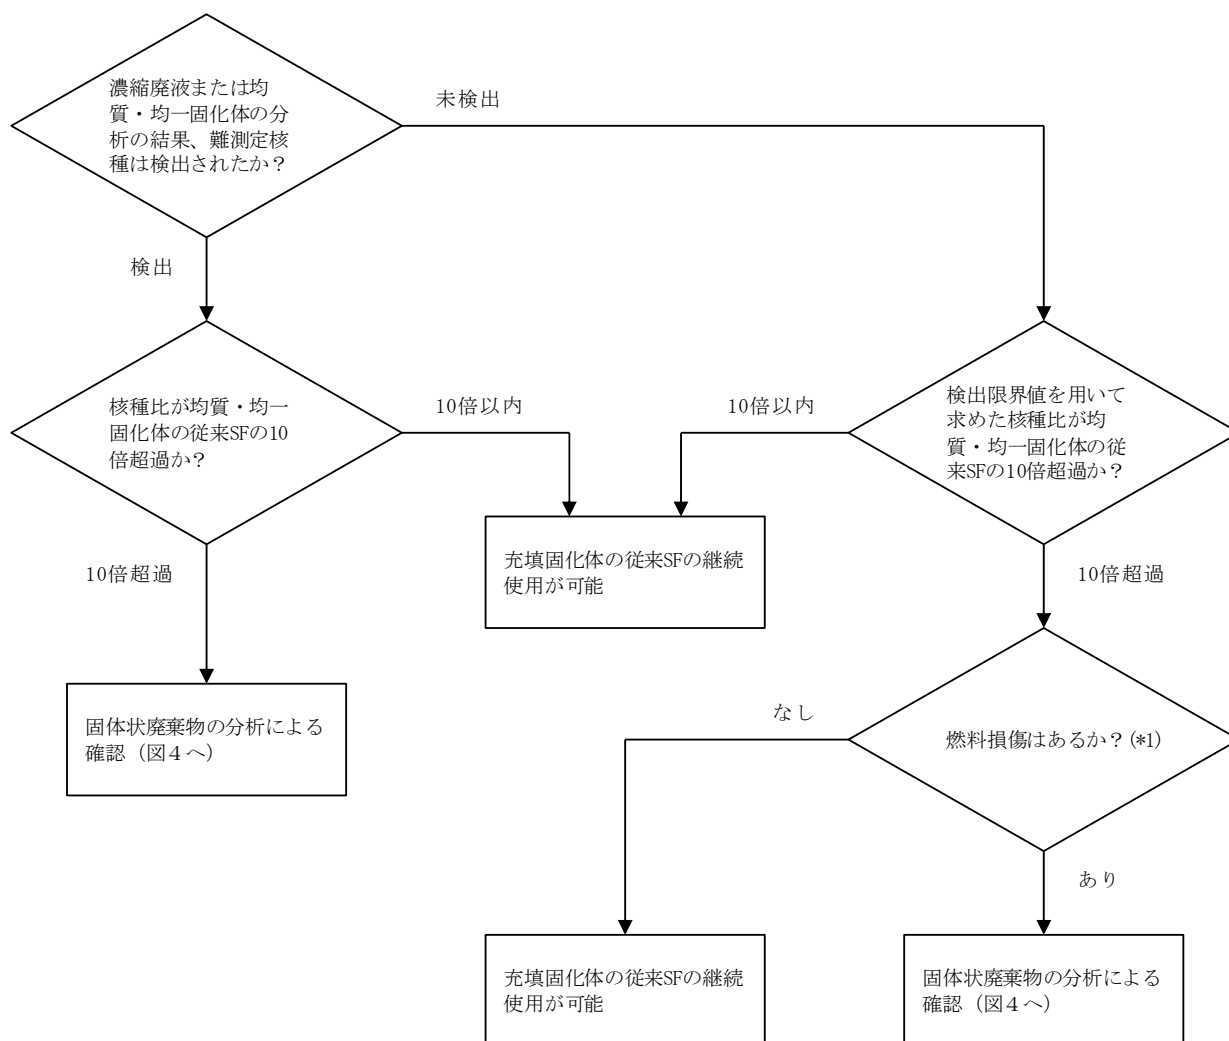 濃縮廃液または均
質・均一固化体の分
析の結果、難測定核
種は検出されたか？
未検出
検出
核種比が均質・均一
固化体の従来SFの10
倍超過か？
10倍以内
10倍以内
検出限界値を用いて
求めた核種比が均
質・均一固化体の従
来SFの10倍超過か？
充填固化体の従来SFの継続
使用が可能
10倍超過
10倍超過
固体状廃棄物の分析による
確認（図４へ）
なし
燃料損傷はあるか？(*1)
あり
充填固化体の従来SFの継続
使用が可能
固体状廃棄物の分析による
確認（図４へ）